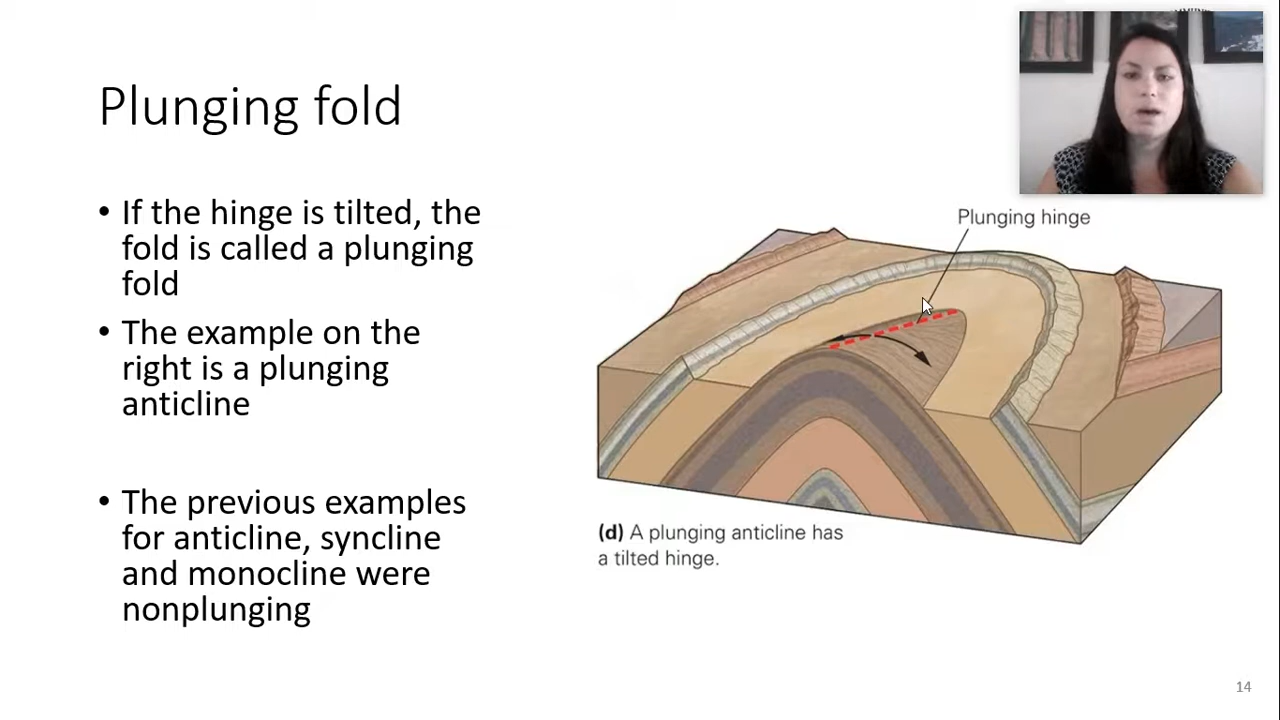 Plunging fold
• If the hinge is tilted, the
fold is called a plunging
fold
• The example on the
right is a plunging
anticline
• The previous examples
for anticline, syncline
and monocline were
nonplunging
Plunging hinge
(d) A plunging anticline has
a tilted hinge.
14